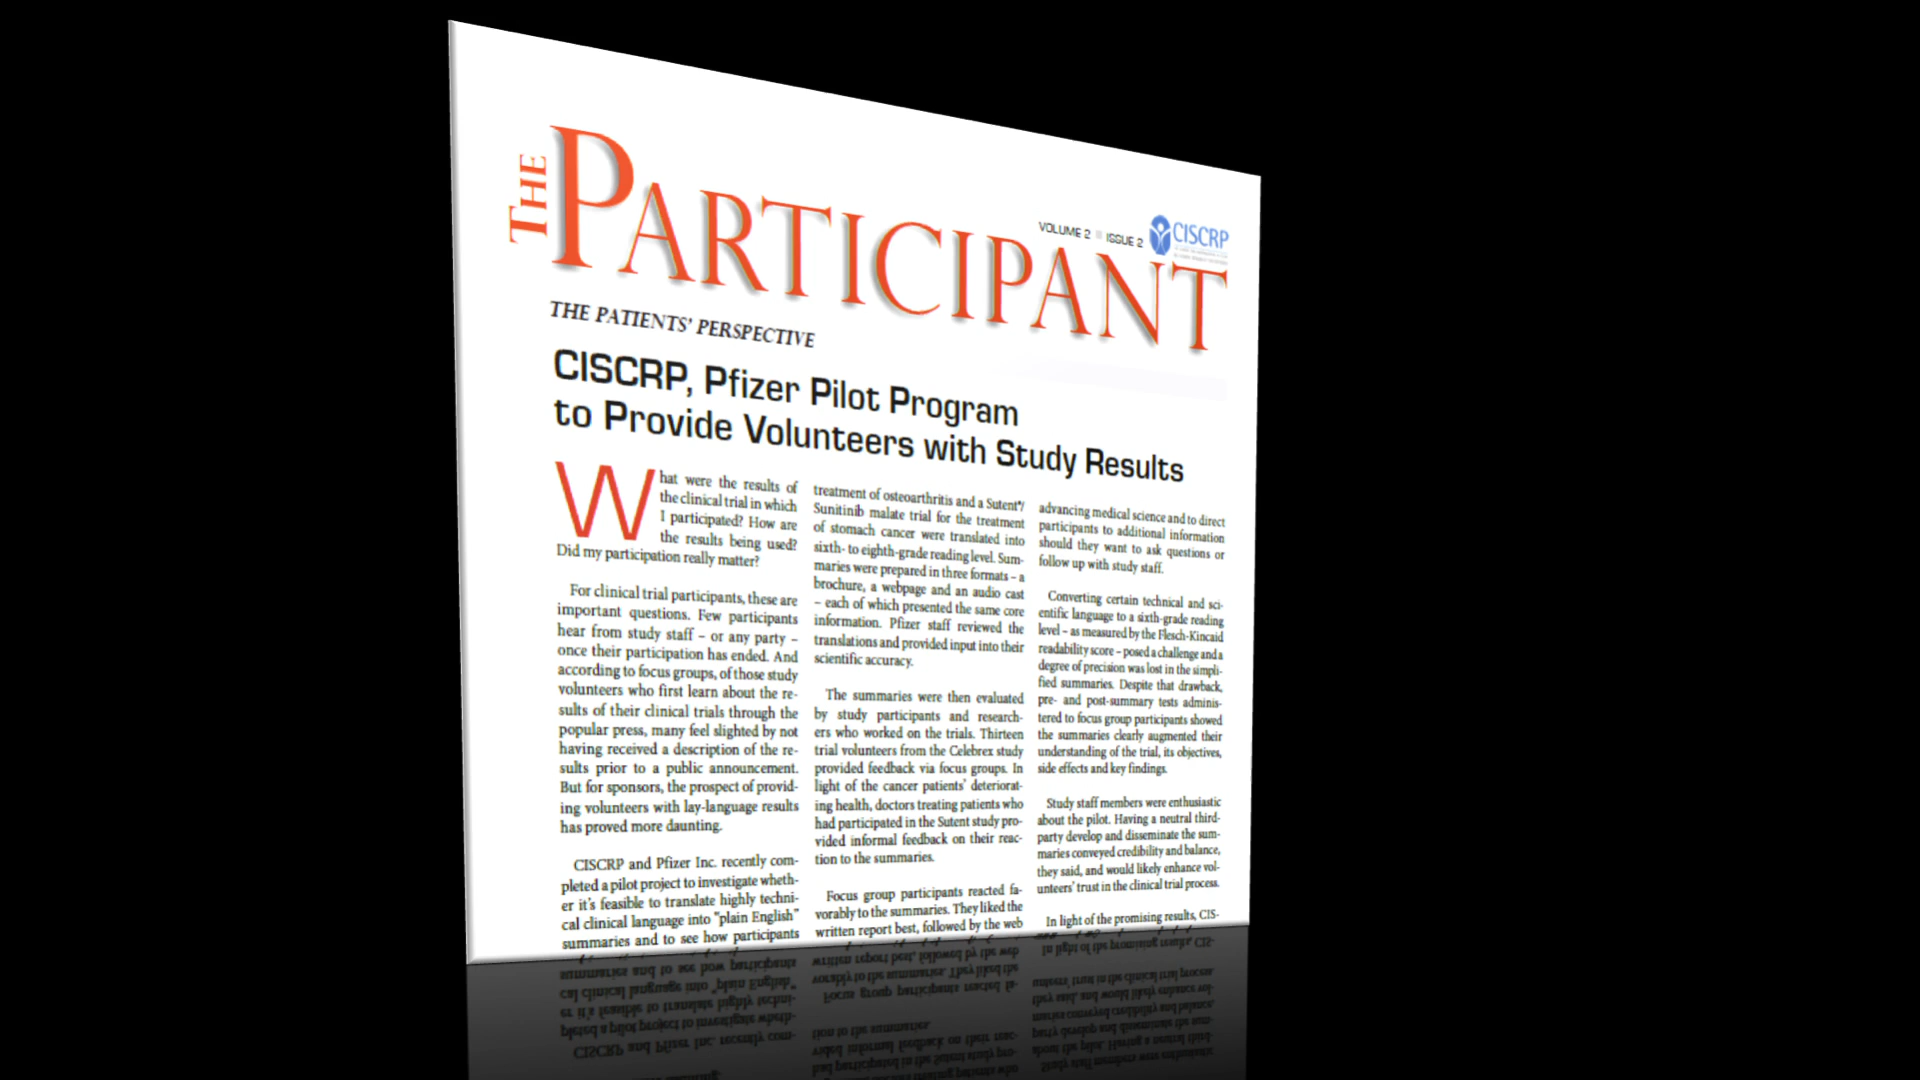 THE PARTICIPANT
VOLUME 2 ■ ISSUE 2
CISCRP
THE PATIENTS' PERSPECTIVE
CISCRP, Pfizer Pilot Program
to Provide Volunteers with Study Results
What were the results of
the clinical trial in which
I participated? How are
the results being used?
Did my participation really matter?
For clinical trial participants, these are
important questions. Few participants
hear from study staff – or any party –
once their participation has ended. And
according to focus groups, of those study
volunteers who first learn about the re-
sults of their clinical trials through the
popular press, many feel slighted by not
having received a description of the re-
sults prior to a public announcement.
But for sponsors, the prospect of provid-
ing volunteers with lay-language results
has proved more daunting.
CISCRP and Pfizer Inc. recently com-
pleted a pilot project to investigate wheth-
er it's feasible to translate highly techni-
cal clinical language into "plain English"
summaries and to see how participants
treatment of osteoarthritis and a Sutent®/
Sunitinib malate trial for the treatment
of stomach cancer were translated into
sixth- to eighth-grade reading level. Sum-
maries were prepared in three formats – a
brochure, a webpage and an audio cast
– each of which presented the same core
information. Pfizer staff reviewed the
translations and provided input into their
scientific accuracy.
The summaries were then evaluated
by study participants and research-
ers who worked on the trials. Thirteen
trial volunteers from the Celebrex study
provided feedback via focus groups. In
light of the cancer patients' deteriorat-
ing health, doctors treating patients who
had participated in the Sutent study pro-
vided informal feedback on their reac-
tion to the summaries.
Focus group participants reacted fa-
vorably to the summaries. They liked the
written report best, followed by the web
advancing medical science and to direct
participants to additional information
should they want to ask questions or
follow up with study staff.
Converting certain technical and sci-
entific language to a sixth-grade reading
level – as measured by the Flesch-Kincaid
readability score – posed a challenge and a
degree of precision was lost in the simpli-
fied summaries. Despite that drawback,
pre- and post-summary tests adminis-
tered to focus group participants showed
the summaries clearly augmented their
understanding of the trial, its objectives,
side effects and key findings.
Study staff members were enthusiastic
about the pilot. Having a neutral third-
party develop and disseminate the sum-
maries conveyed credibility and balance,
they said, and would likely enhance vol-
unteers' trust in the clinical trial process.
In light of the promising results, CIS-